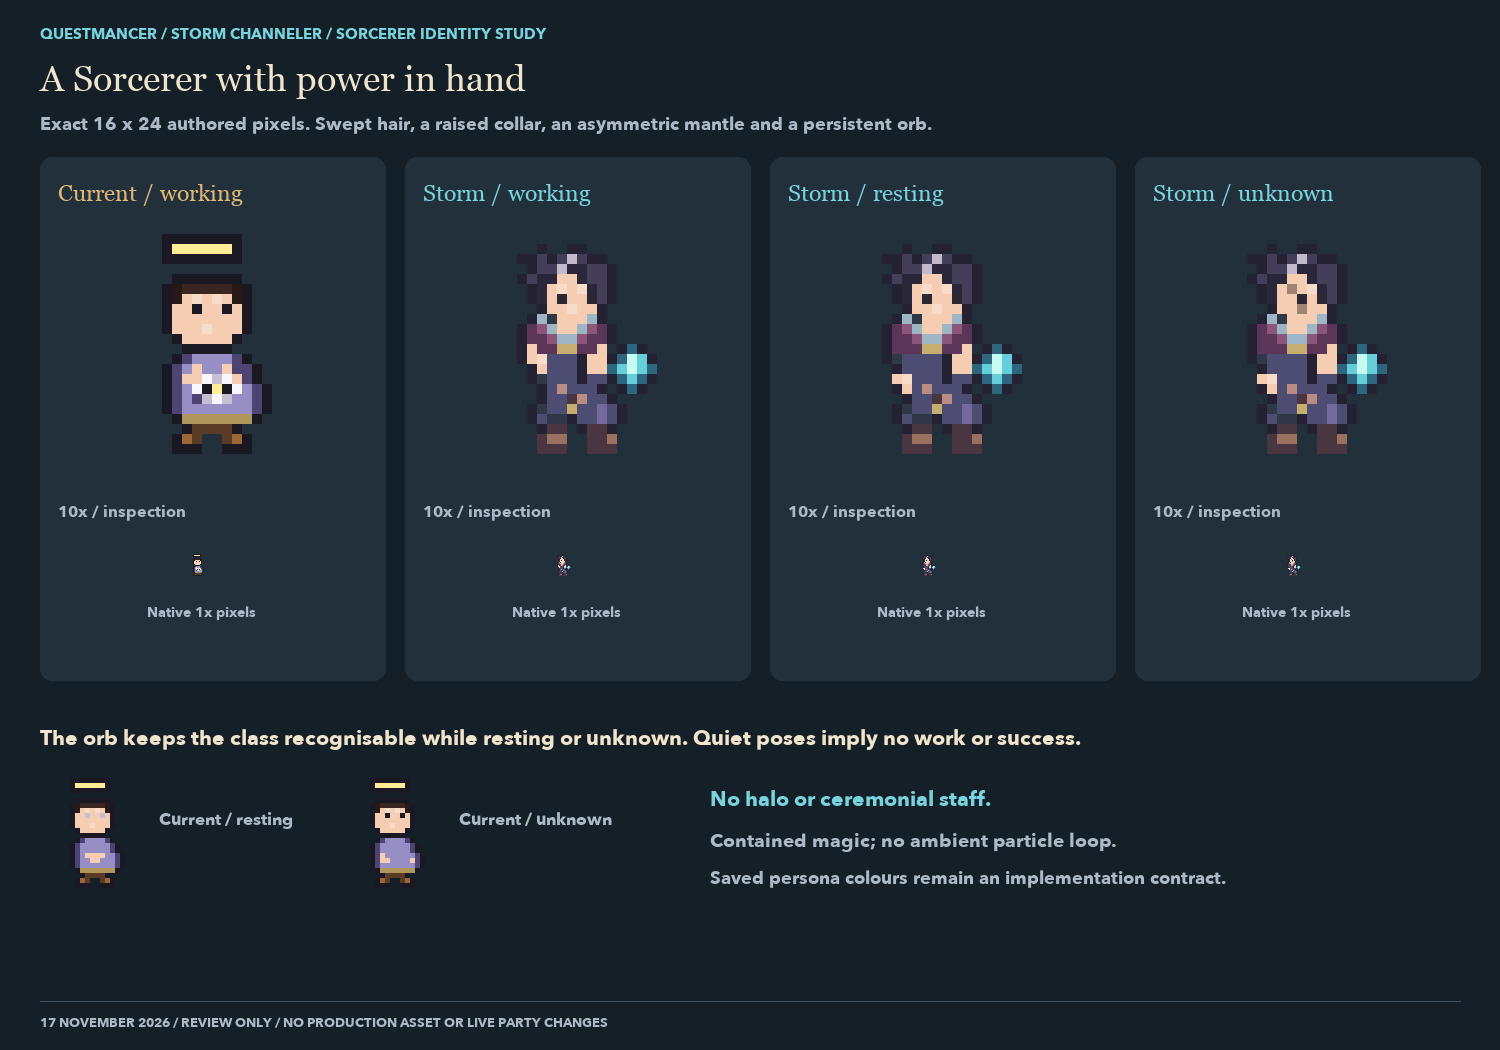 QUESTMANCER / STORM CHANNELER / SORCERER IDENTITY STUDY
A Sorcerer with power in hand
Exact 16 x 24 authored pixels. Swept hair, a raised collar, an asymmetric mantle and a persistent orb.
Current / working
Storm / working
Storm / resting
Storm / unknown
10x / inspection
10x / inspection
10x / inspection
10x / inspection
Native 1x pixels
Native 1x pixels
Native 1x pixels
Native 1x pixels
The orb keeps the class recognisable while resting or unknown. Quiet poses imply no work or success.
Current / resting
Current / unknown
No halo or ceremonial staff.
Contained magic; no ambient particle loop.
Saved persona colours remain an implementation contract.
17 NOVEMBER 2026 / REVIEW ONLY / NO PRODUCTION ASSET OR LIVE PARTY CHANGES